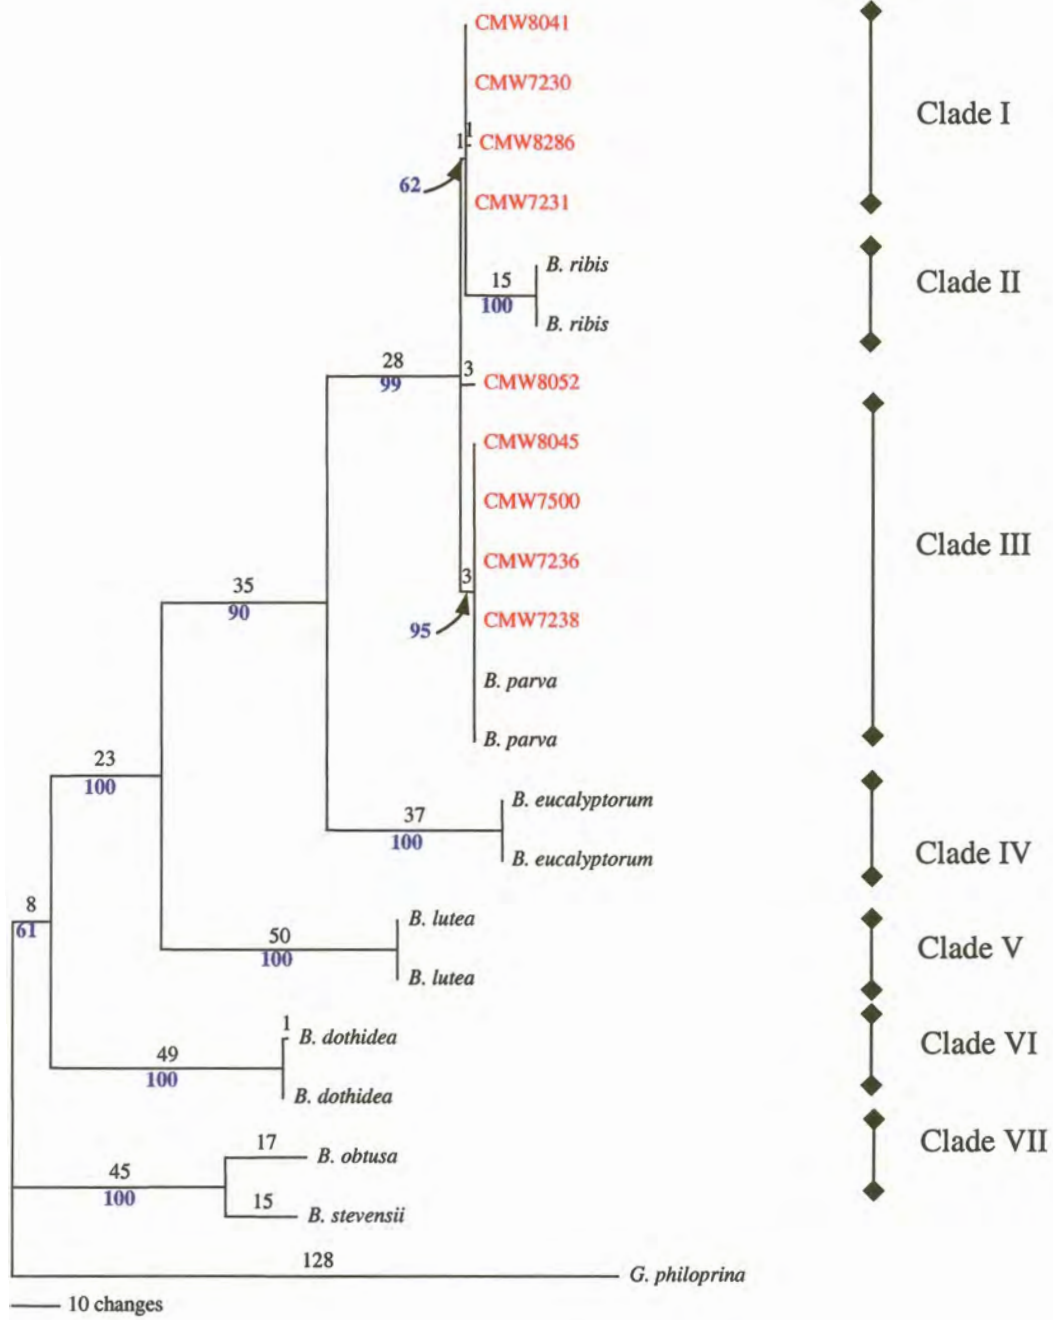 CMW8041
CMW7230
1
1
CMW8286
62
CMW7231
B. ribis
15
100
B. ribis
28
99
3
CMW8052
CMW8045
CMW7500
CMW7236
3
CMW7238
95
35
90
B. parva
B. parva
23
100
B. eucalyptorum
37
100
B. eucalyptorum
8
61
B. lutea
50
100
B. lutea
1
B. dothidea
49
100
B. dothidea
17
B. obtusa
45
100
15
B. stevensii
128
G. philoprina
10 changes
Clade I
Clade II
Clade III
Clade IV
Clade V
Clade VI
Clade VII